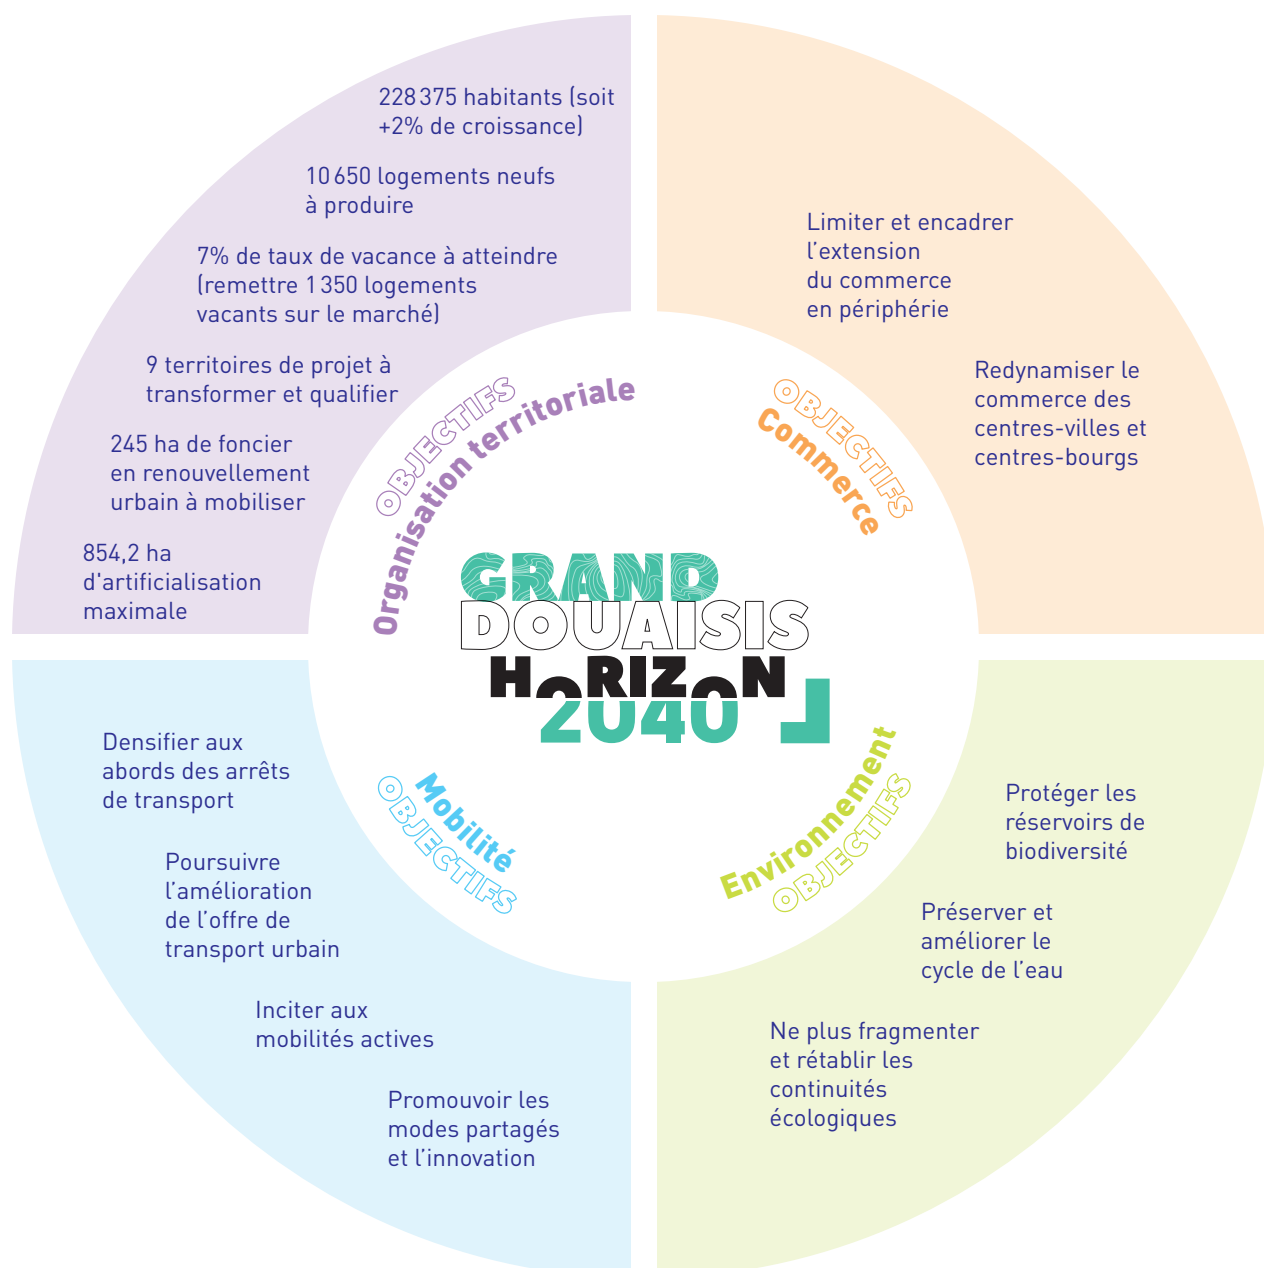 228 375 habitants (soit
+2% de croissance)
10 650 logements neufs
à produire
7% de taux de vacance à atteindre
(remettre 1 350 logements
vacants sur le marché)
9 territoires de projet à
transformer et qualifier
245 ha de foncier
en renouvellement
urbain à mobiliser
854,2 ha
d'artificialisation
maximale
OBJECTIFS
Organisation territoriale
Limiter et encadrer
l’extension
du commerce
en périphérie
Redynamiser le
commerce des
centres-villes et
centres-bourgs
OBJECTIFS
Commerce
GRAND
DOUAISIS
HORIZON
2040
Densifier aux
abords des arrêts
de transport
Poursuivre
l’amélioration
de l’offre de
transport urbain
Inciter aux
mobilités actives
Promouvoir les
modes partagés
et l’innovation
Mobilité
OBJECTIFS
Environnement
OBJECTIFS
Protéger les
réservoirs de
biodiversité
Préserver et
améliorer le
cycle de l’eau
Ne plus fragmenter
et rétablir les
continuités
écologiques